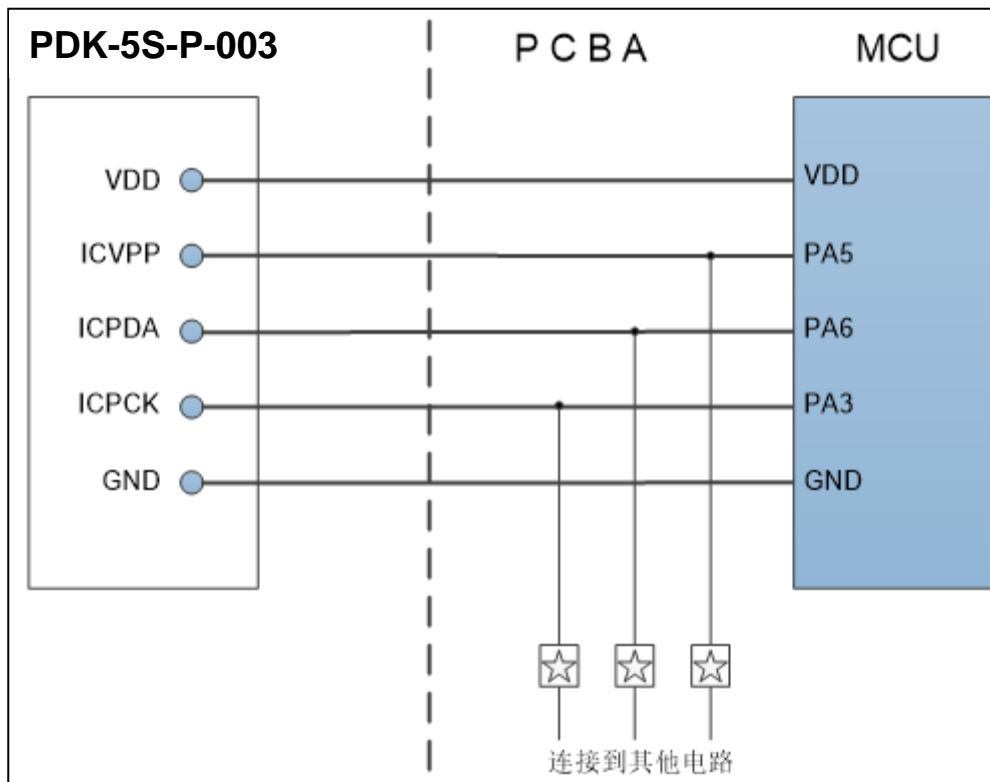 PDK-5S-P-003
P C B A
MCU
VDD
VDD
ICVPP
PA5
ICPDA
PA6
ICPCK
PA3
GND
GND
连接到其他电路